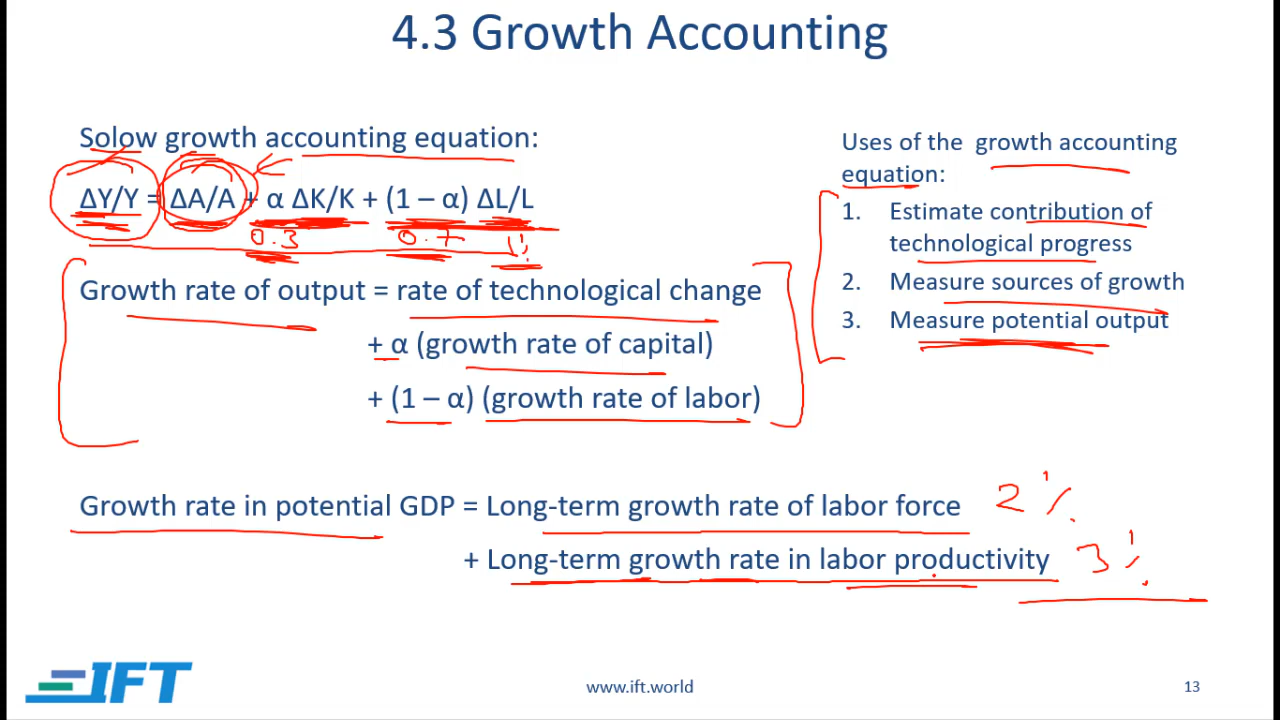 4.3 Growth Accounting
Solow growth accounting equation:
ΔY/Y = ΔA/A + α ΔK/K + (1 – α) ΔL/L
0.3 0.7
Growth rate of output = rate of technological change
+ α (growth rate of capital)
+ (1 – α) (growth rate of labor)
Uses of the growth accounting
equation:
1. Estimate contribution of
technological progress
2. Measure sources of growth
3. Measure potential output
Growth rate in potential GDP = Long-term growth rate of labor force 2%
+ Long-term growth rate in labor productivity 3%
IFT
www.ift.world
13